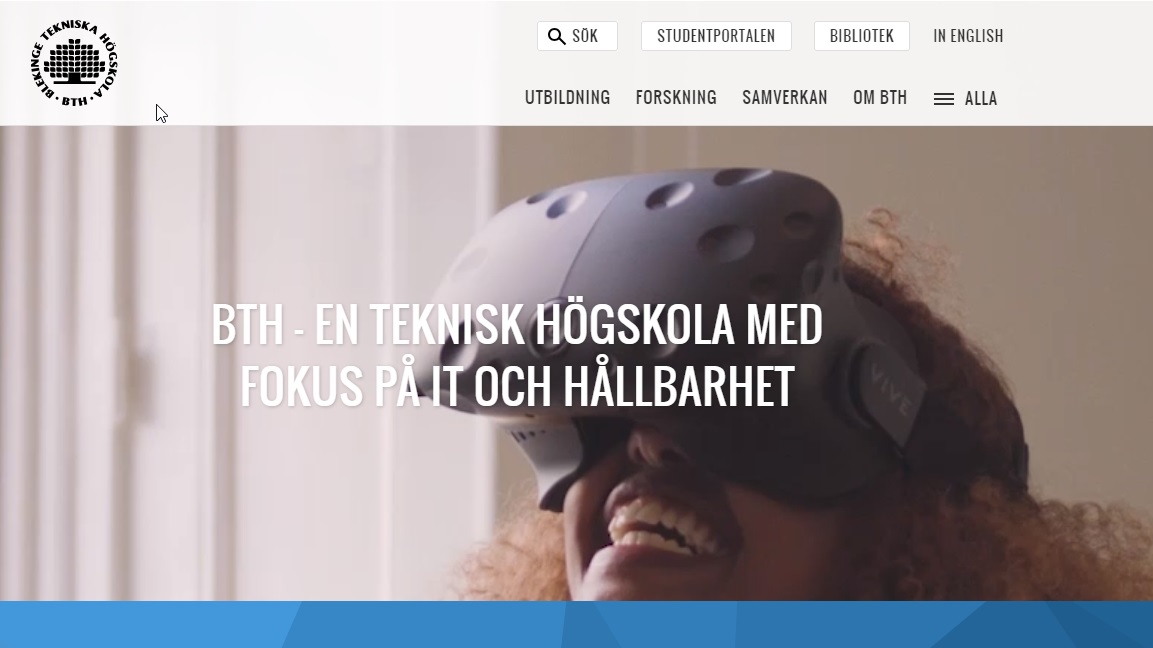 BLEKINGE TEKNISKA HÖGSKOLA
· BTH ·
SÖK
STUDENTPORTALEN
BIBLIOTEK
IN ENGLISH
UTBILDNING
FORSKNING
SAMVERKAN
OM BTH
ALLA
BTH - EN TEKNISK HÖGSKOLA MED
FOKUS PÅ IT OCH HÅLLBARHET
VIVE